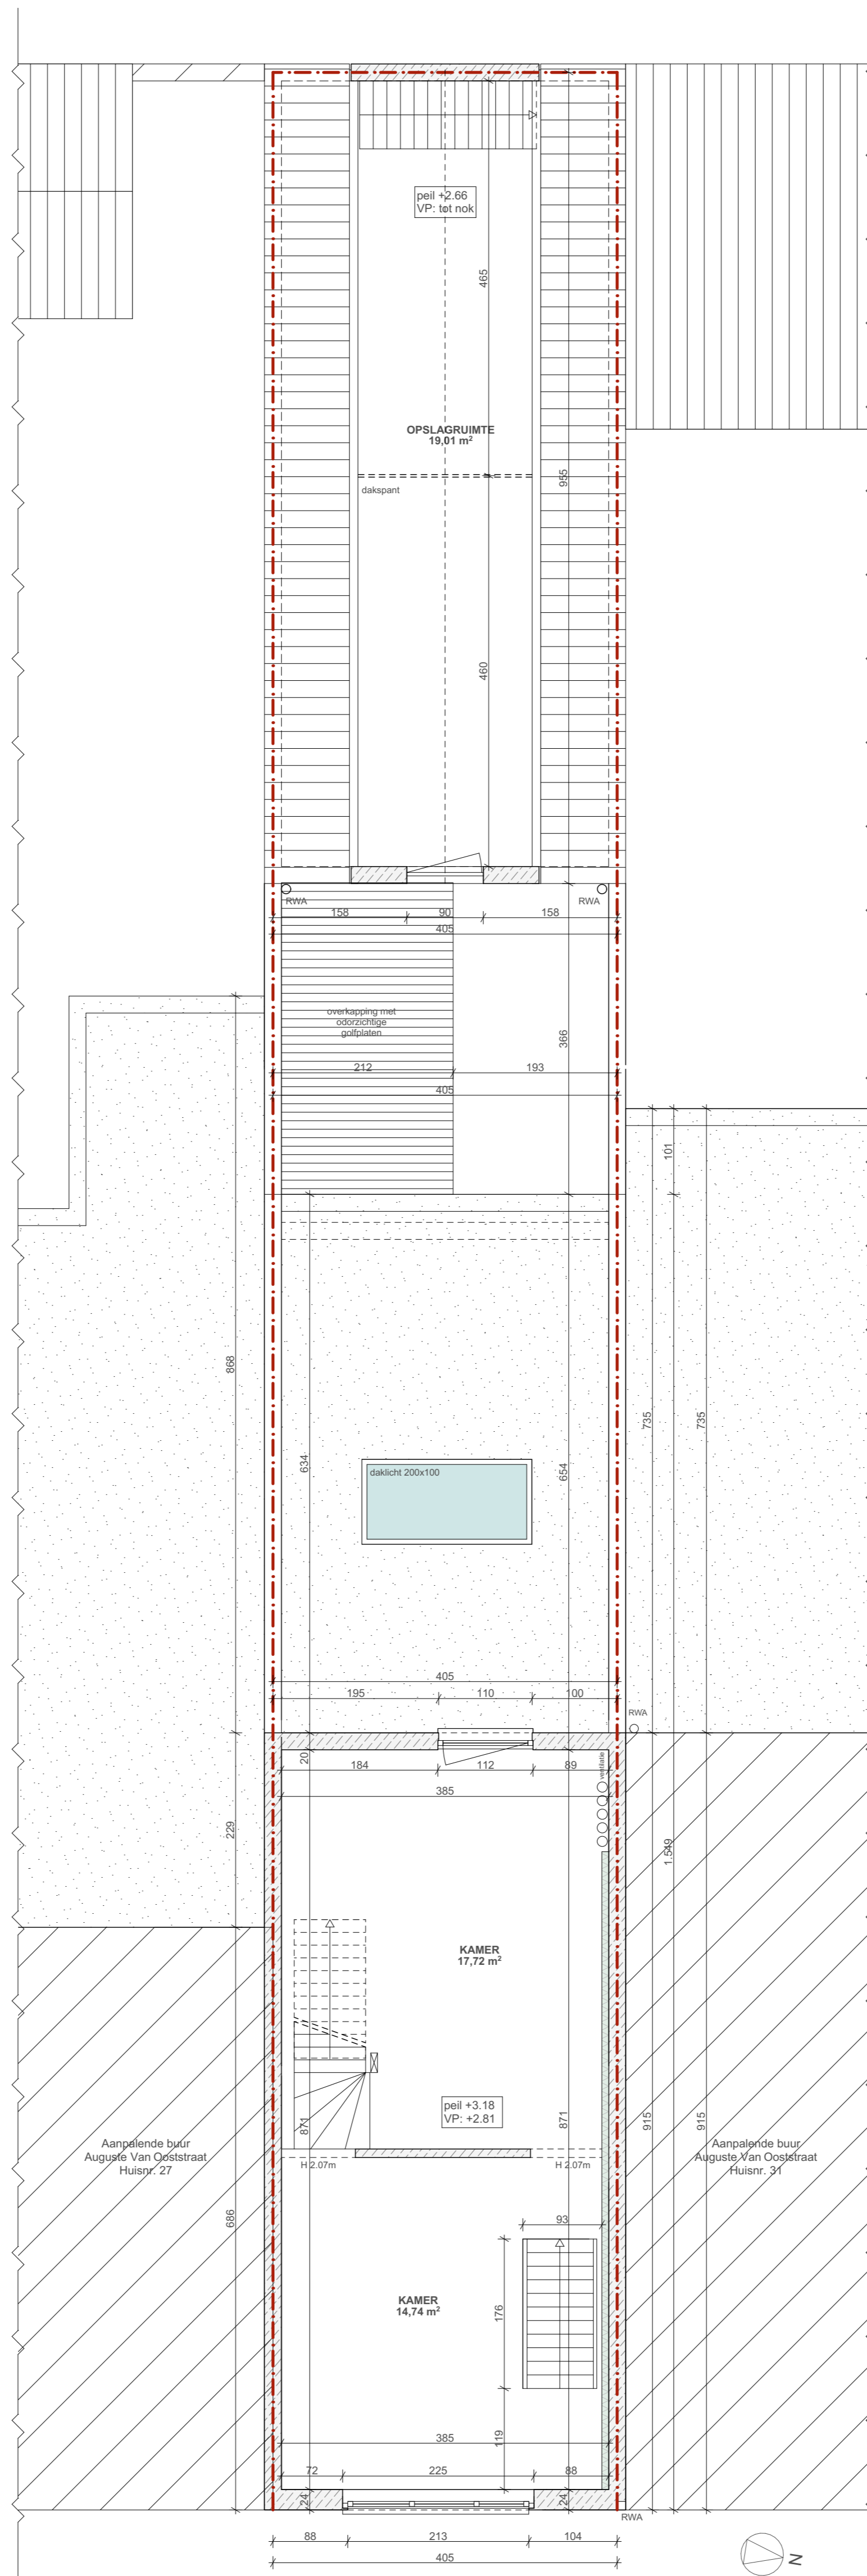 peil +2.66
VP: tot nok
465
OPSLAGRUIMTE
19,01 m²
955
dakspant
460
RWA
RWA
158
90
158
405
overkapping met
odorzichtige
golfplaten
366
212
193
405
101
868
735
735
634
654
daklicht 200x100
405
195
110
100
RWA
20
184
112
89
ventilatie
385
229
1.549
KAMER
17,72 m²
peil +3.18
VP: +2.81
871
871
915
915
Aanpalende buur
Auguste Van Ooststraat
Huisnr. 27
Aanpalende buur
Auguste Van Ooststraat
Huisnr. 31
H 2.07m
H 2.07m
686
93
KAMER
14,74 m²
176
119
385
72
225
88
24
24
RWA
88
213
104
405
N